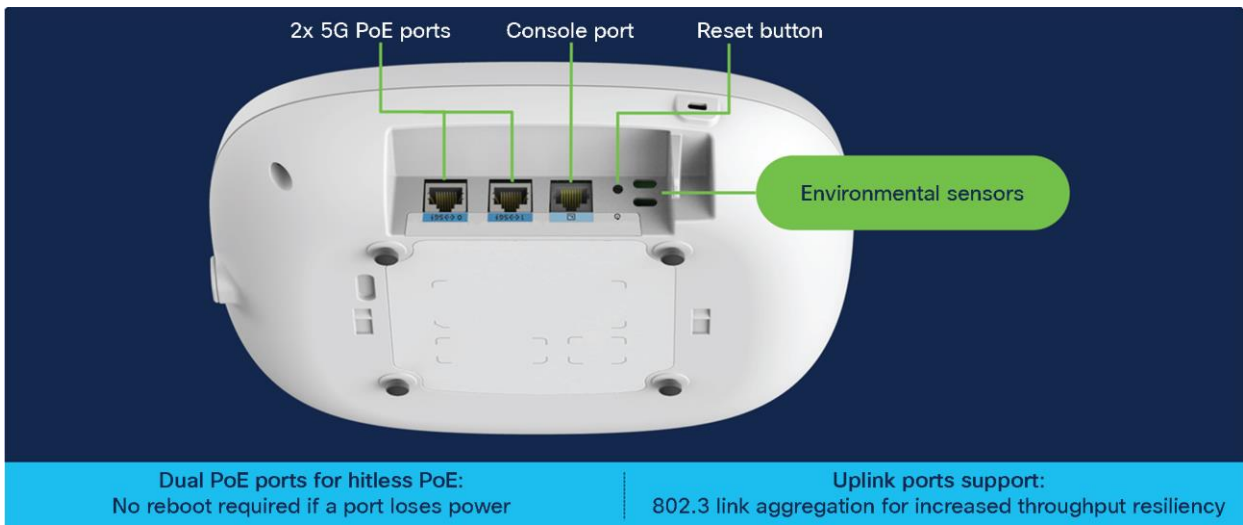 2x 5G PoE ports
Console port
Reset button
Environmental sensors
Dual PoE ports for hitless PoE:
No reboot required if a port loses power
Uplink ports support:
802.3 link aggregation for increased throughput resiliency